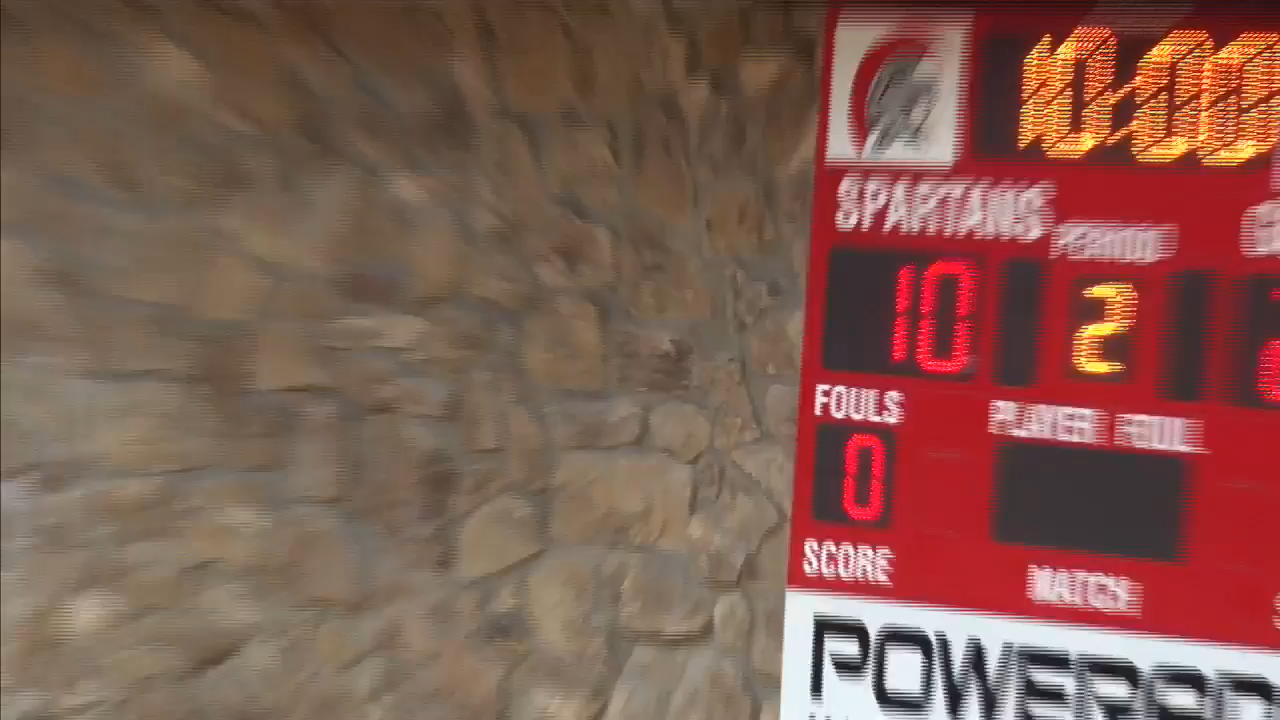 10:00
SPARTANS
PERIOD
10 2
FOULS PLAYER FOUL
0
SCORE MATCH